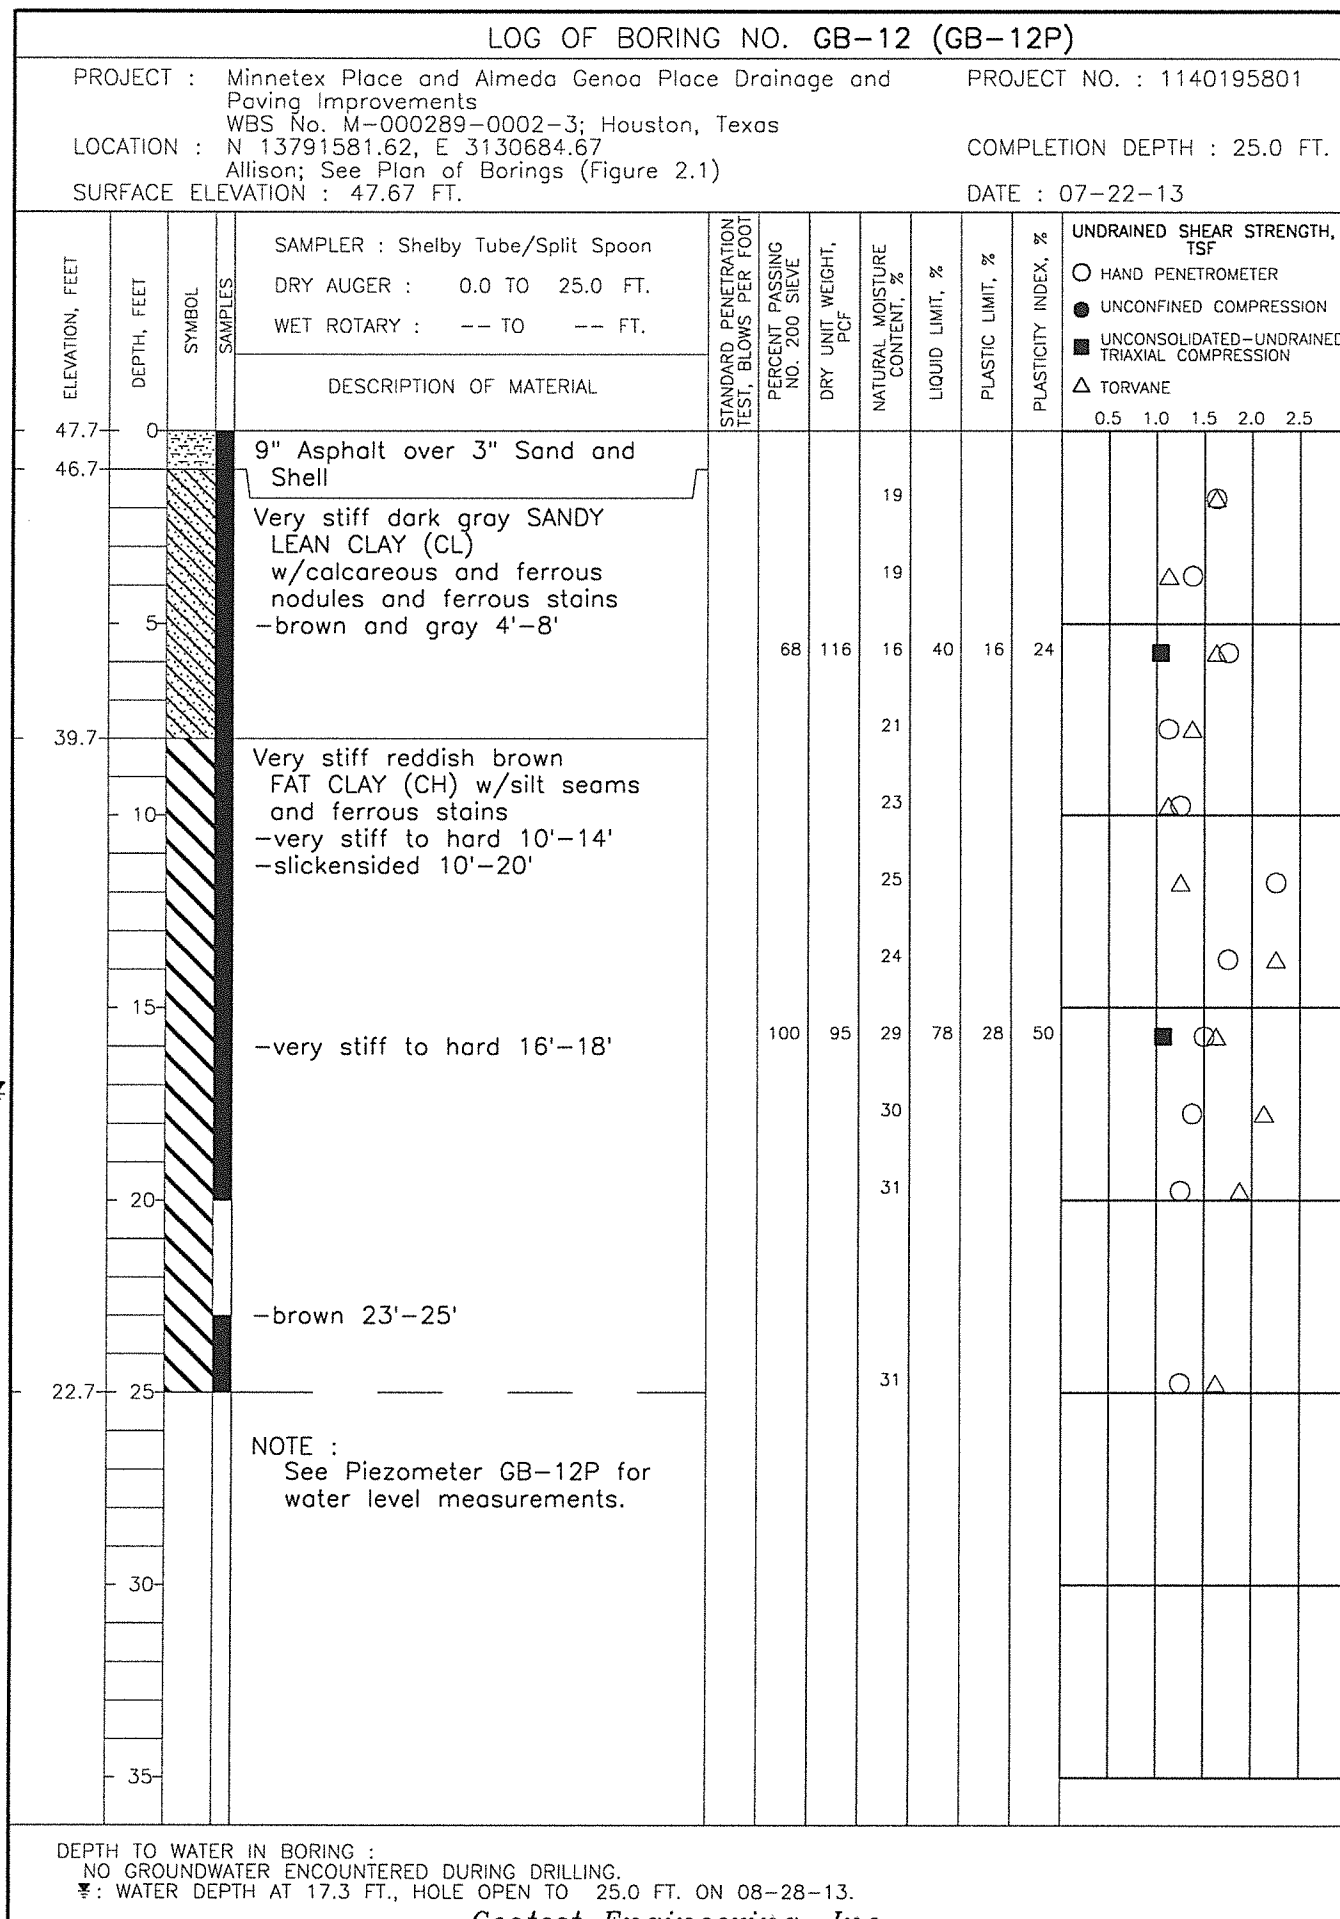 LOG OF BORING NO. GB-12 (GB-12P)
PROJECT : Minnetex Place and Almeda Genoa Place Drainage and
Paving Improvements
WBS No. M-000289-0002-3; Houston, Texas
PROJECT NO. : 1140195801
LOCATION : N 13791581.62, E 3130684.67
Allison; See Plan of Borings (Figure 2.1)
COMPLETION DEPTH : 25.0 FT.
SURFACE ELEVATION : 47.67 FT.
DATE : 07-22-13
ELEVATION, FEET
DEPTH, FEET
SYMBOL
SAMPLES
SAMPLER : Shelby Tube/Split Spoon
DRY AUGER : 0.0 TO 25.0 FT.
WET ROTARY : -- TO -- FT.
DESCRIPTION OF MATERIAL
STANDARD PENETRATION
TEST, BLOWS PER FOOT
PERCENT PASSING
NO. 200 SIEVE
DRY UNIT WEIGHT,
PCF
NATURAL MOISTURE
CONTENT, %
LIQUID LIMIT, %
PLASTIC LIMIT, %
PLASTICITY INDEX, %
UNDRAINED SHEAR STRENGTH,
TSF
HAND PENETROMETER
UNCONFINED COMPRESSION
UNCONSOLIDATED-UNDRAINED
TRIAXIAL COMPRESSION
TORVANE
0.5 1.0 1.5 2.0 2.5
47.7 0
9" Asphalt over 3" Sand and
46.7
Shell
19
Very stiff dark gray SANDY
LEAN CLAY (CL)
w/calcareous and ferrous
19
nodules and ferrous stains
5 -brown and gray 4'-8'
68 116 16 40 16 24
21
39.7
Very stiff reddish brown
FAT CLAY (CH) w/silt seams
23
10 and ferrous stains
-very stiff to hard 10'-14'
-slickensided 10'-20'
25
24
15
100 95 29 78 28 50
-very stiff to hard 16'-18'
30
31
20
-brown 23'-25'
31
22.7 25
NOTE :
See Piezometer GB-12P for
water level measurements.
30
35
DEPTH TO WATER IN BORING :
NO GROUNDWATER ENCOUNTERED DURING DRILLING.
: WATER DEPTH AT 17.3 FT., HOLE OPEN TO 25.0 FT. ON 08-28-13.